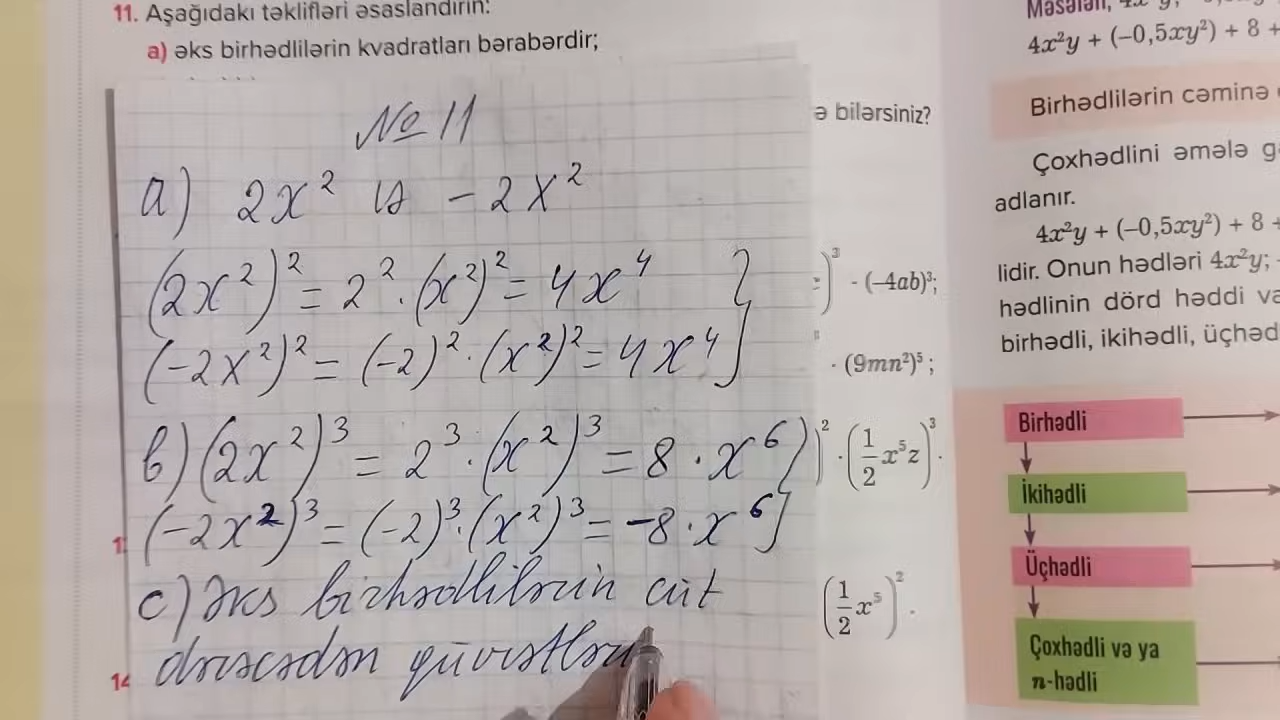 11. Aşağıdakı təklifləri əsaslandırın:
a) əks birhədlilərin kvadratları bərabərdir;
№ 11
a) 2x² və -2x²
(2x²)² = 2² · (x²)² = 4x⁴
(-2x²)² = (-2)² · (x²)² = 4x⁴
b) (2x²)³ = 2³ · (x²)³ = 8 · x⁶
(-2x²)³ = (-2)³ · (x²)³ = -8 · x⁶
c) Əks birhədlilərin cüt
dərəcədən qüvvətləri
14
ə bilərsiniz?
)³ · (-4ab)³;
· (9mn²)⁵;
)² · (1/2 x⁵z)³ ·
(1/2 x⁵)² ·
Məsələn,
4x²y + (-0,5xy²) + 8 +
Birhədlilərin cəminə
Çoxhədlini əmələ
adlanır.
4x²y + (-0,5xy²) + 8 +
lidir. Onun hədləri 4x²y;
hədlinin dörd həddi və
birhədli, ikihədli, üçhəd
Birhədli
İkihədli
Üçhədli
Çoxhədli və ya
n-hədli